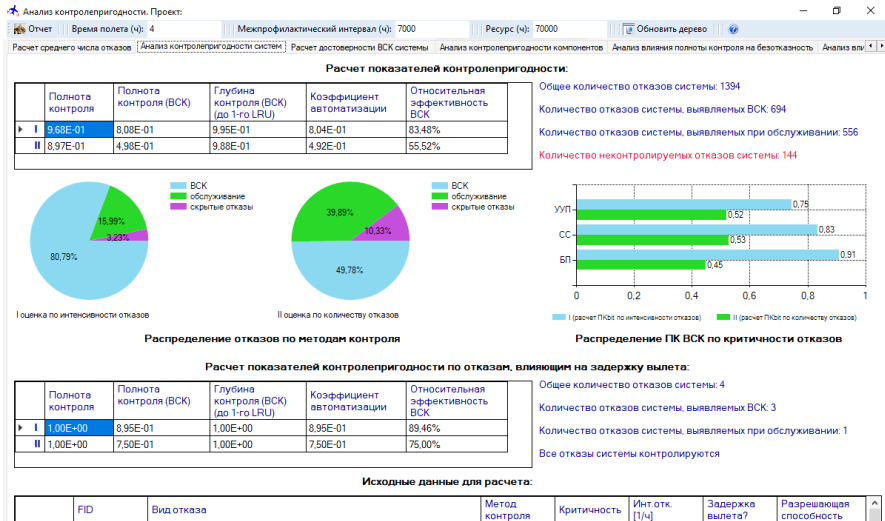 Анализ контролепригодности. Проект:
Отчет Время полета (ч): 4 Межпрофилактический интервал (ч): 7000 Ресурс (ч): 70000 Обновить дерево
Расчет среднего числа отказов Анализ контролепригодности систем Расчет достоверности ВСК системы Анализ контролепригодности компонентов Анализ влияния полноты контроля на безотказность Анализ вли
Расчет показателей контролепригодности:
Полнота контроля Полнота контроля (ВСК) Глубина контроля (ВСК) (до 1-го LRU) Коэффициент автоматизации Относительная эффективность ВСК
I 9,68E-01 8,08E-01 9,95E-01 8,04E-01 83,48%
II 8,97E-01 4,98E-01 9,88E-01 4,92E-01 55,52%
Общее количество отказов системы: 1394
Количество отказов системы, выявляемых ВСК: 694
Количество отказов системы, выявляемых при обслуживании: 556
Количество неконтролируемых отказов системы: 144
ВСК
обслуживание
скрытые отказы
15,99%
3,23%
80,79%
I оценка по интенсивности отказов
ВСК
обслуживание
скрытые отказы
39,89%
10,33%
49,78%
II оценка по количеству отказов
Распределение отказов по методам контроля
УУП 0,75
0,52
СС 0,83
0,53
БП 0,91
0,45
0 0,2 0,4 0,6 0,8 1
I (расчет ПКbit по интенсивности отказов) II (расчет ПКbit по количеству отказов)
Распределение ПК ВСК по критичности отказов
Расчет показателей контролепригодности по отказам, влияющим на задержку вылета:
Полнота контроля Полнота контроля (ВСК) Глубина контроля (ВСК) (до 1-го LRU) Коэффициент автоматизации Относительная эффективность ВСК
I 1,00E+00 8,95E-01 1,00E+00 8,95E-01 89,46%
II 1,00E+00 7,50E-01 1,00E+00 7,50E-01 75,00%
Общее количество отказов системы: 4
Количество отказов системы, выявляемых ВСК: 3
Количество отказов системы, выявляемых при обслуживании: 1
Все отказы системы контролируются
Исходные данные для расчета:
FID Вид отказа Метод контроля Критичность Инт.отк. [1/ч] Задержка вылета? Разрешающая способность